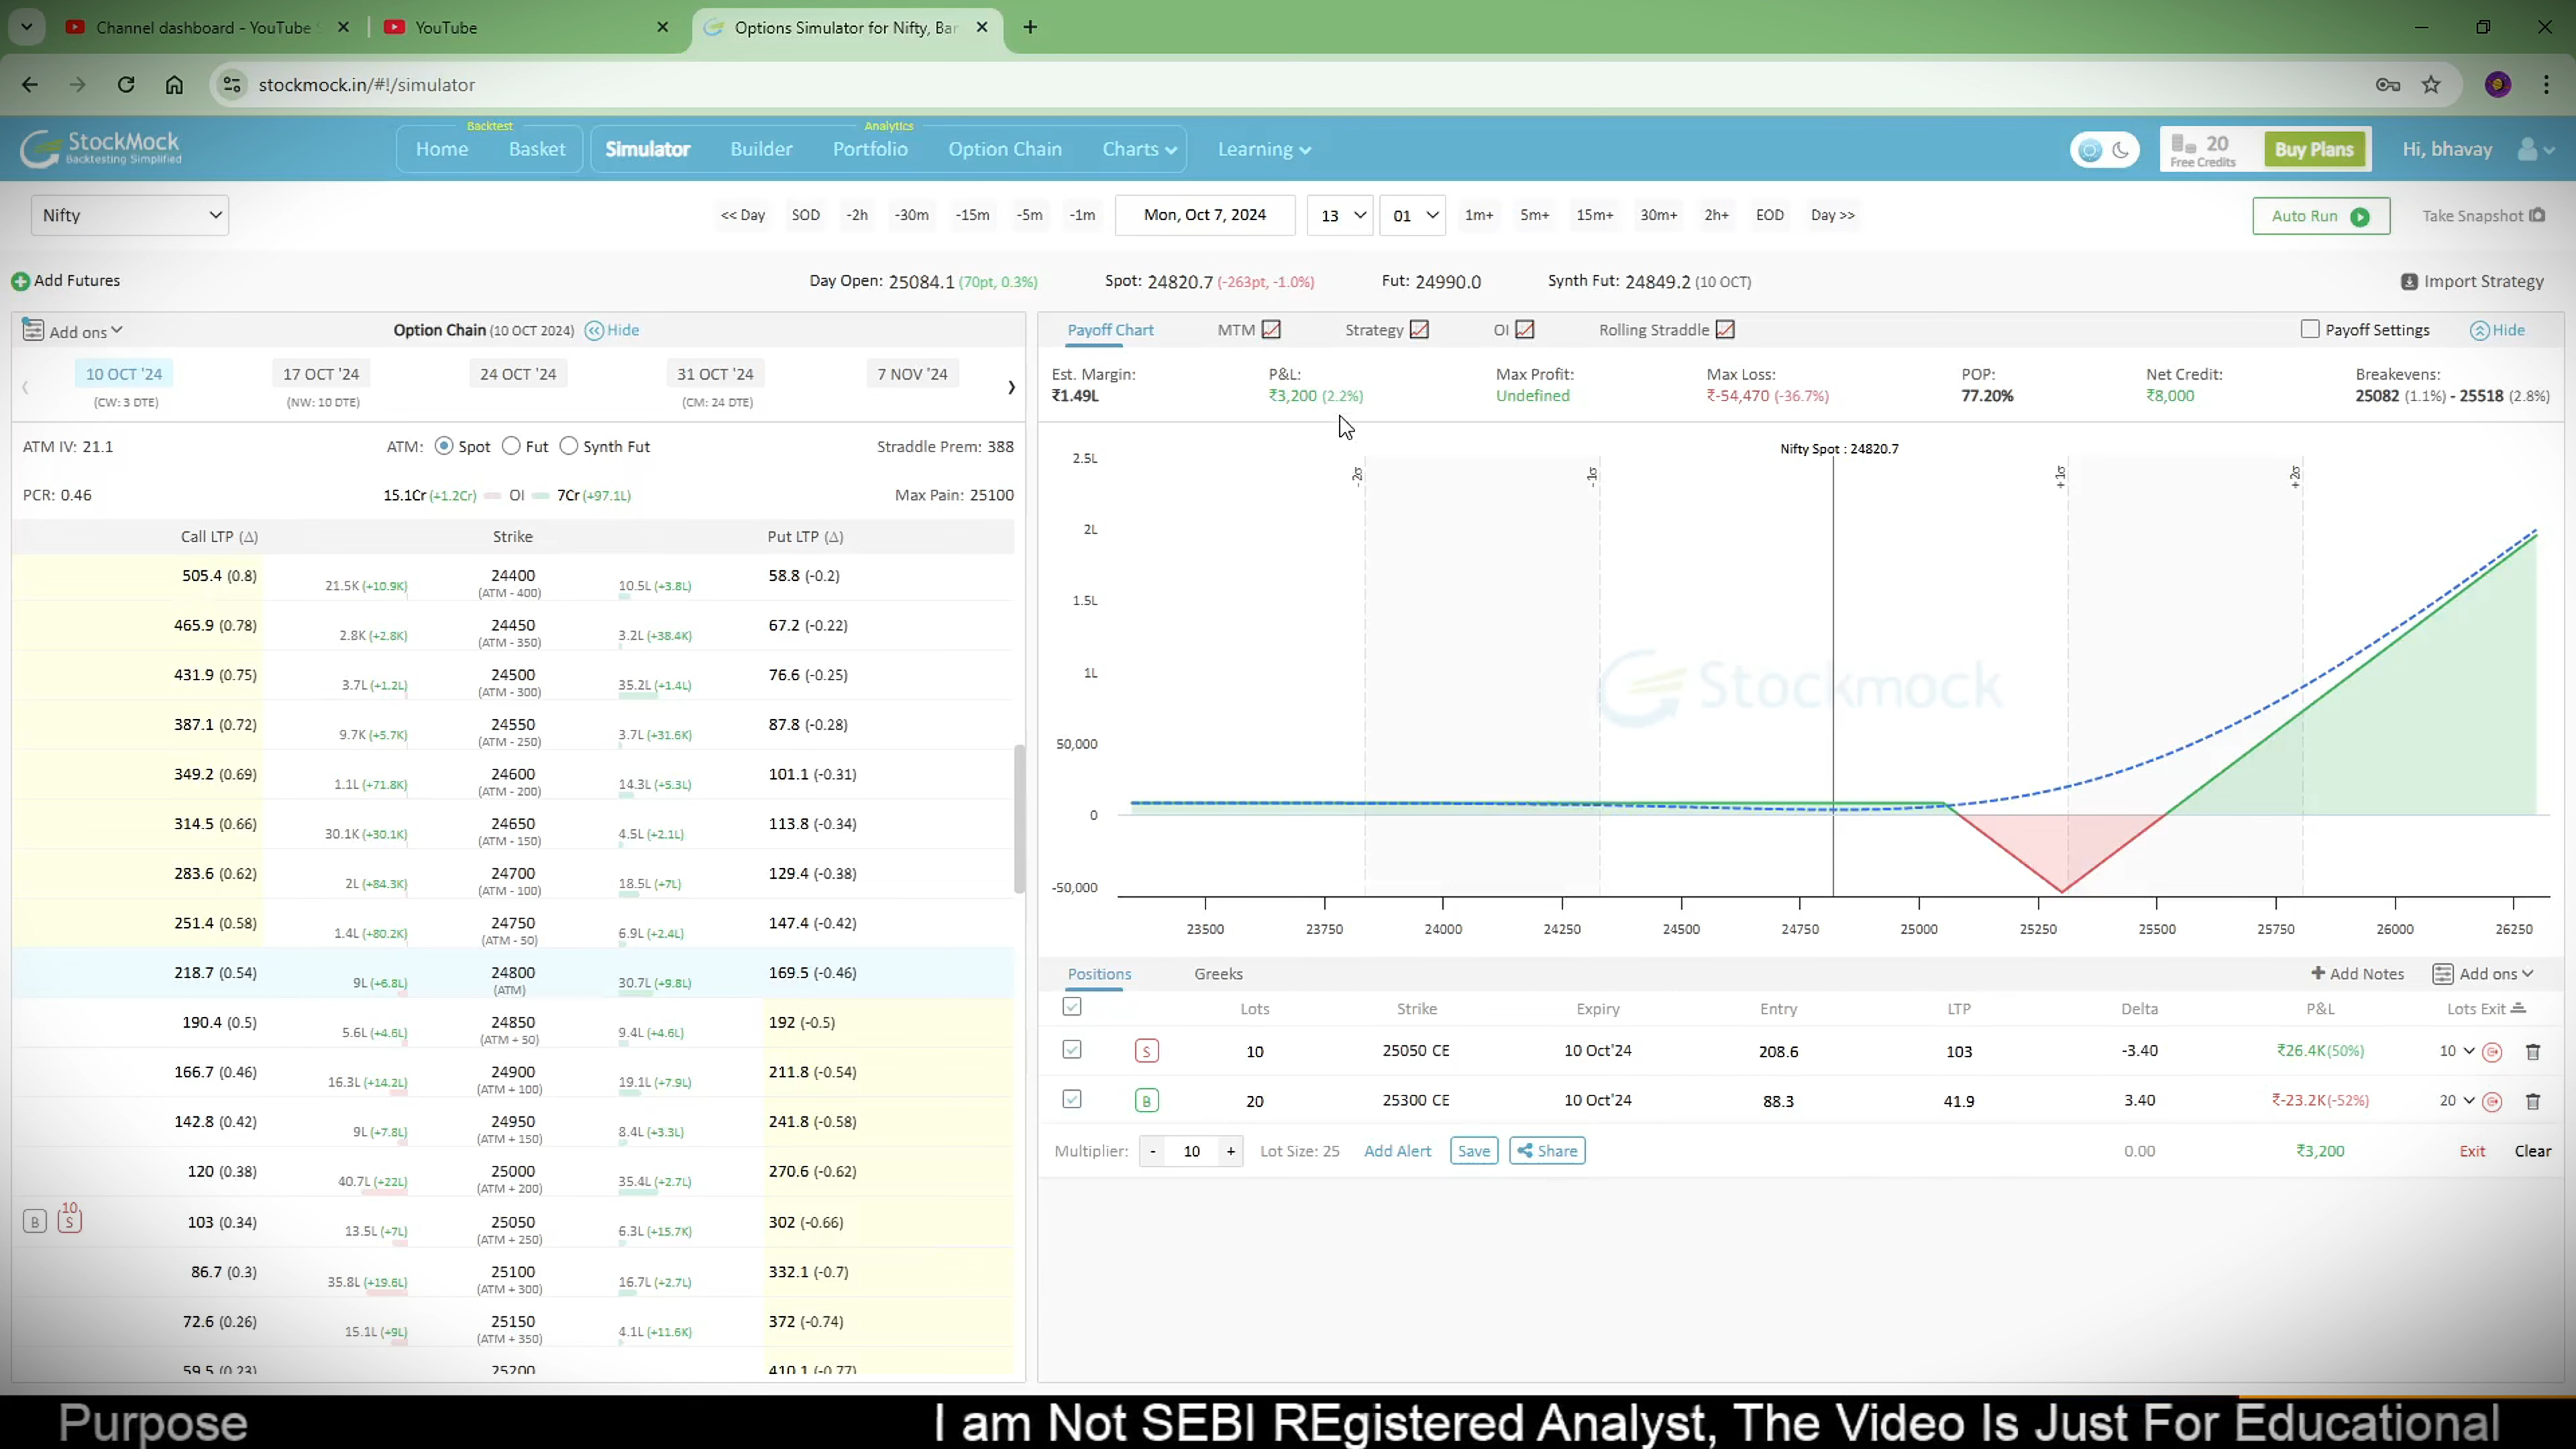 Channel dashboard - YouTube S
YouTube
Options Simulator for Nifty, Ban
stockmock.in/#!/simulator
StockMock
Backtesting Simplified
Backtest
Home Basket
Analytics
Simulator Builder Portfolio Option Chain Charts
Learning
20
Free Credits
Buy Plans
Hi, bhavay
Nifty
<< Day SOD -2h -30m -15m -5m -1m Mon, Oct 7, 2024 13 01 1m+ 5m+ 15m+ 30m+ 2h+ EOD Day >>
Auto Run
Take Snapshot
Add Futures
Day Open: 25084.1 (70pt, 0.3%) Spot: 24820.7 (-263pt, -1.0%) Fut: 24990.0 Synth Fut: 24849.2 (10 OCT)
Import Strategy
Add ons
Option Chain (10 OCT 2024) Hide
10 OCT '24 17 OCT '24 24 OCT '24 31 OCT '24 7 NOV '24
(CW: 3 DTE) (NW: 10 DTE) (CM: 24 DTE)
ATM IV: 21.1 ATM: Spot Fut Synth Fut Straddle Prem: 388
PCR: 0.46 15.1Cr (+1.2Cr) OI 7Cr (+97.1L) Max Pain: 25100
Call LTP (Δ) Strike Put LTP (Δ)
505.4 (0.8) 21.5K (+10.9K) 24400 10.5L (+3.8L) 58.8 (-0.2)
(ATM - 400)
465.9 (0.78) 2.8K (+2.8K) 24450 3.2L (+38.4K) 67.2 (-0.22)
(ATM - 350)
431.9 (0.75) 3.7L (+1.2L) 24500 35.2L (+1.4L) 76.6 (-0.25)
(ATM - 300)
387.1 (0.72) 9.7K (+5.7K) 24550 3.7L (+31.6K) 87.8 (-0.28)
(ATM - 250)
349.2 (0.69) 1.1L (+71.8K) 24600 14.3L (+5.3L) 101.1 (-0.31)
(ATM - 200)
314.5 (0.66) 30.1K (+30.1K) 24650 4.5L (+2.1L) 113.8 (-0.34)
(ATM - 150)
283.6 (0.62) 2L (+84.3K) 24700 18.5L (+7L) 129.4 (-0.38)
(ATM - 100)
251.4 (0.58) 1.4L (+80.2K) 24750 6.9L (+2.4L) 147.4 (-0.42)
(ATM - 50)
218.7 (0.54) 9L (+6.8L) 24800 30.7L (+9.8L) 169.5 (-0.46)
(ATM)
190.4 (0.5) 5.6L (+4.6L) 24850 9.4L (+4.6L) 192 (-0.5)
(ATM + 50)
166.7 (0.46) 16.3L (+14.2L) 24900 19.1L (+7.9L) 211.8 (-0.54)
(ATM + 100)
142.8 (0.42) 9L (+7.8L) 24950 8.4L (+3.3L) 241.8 (-0.58)
(ATM + 150)
120 (0.38) 40.7L (+22L) 25000 35.4L (+2.7L) 270.6 (-0.62)
(ATM + 200)
B 10 S 103 (0.34) 13.5L (+7L) 25050 6.3L (+15.7K) 302 (-0.66)
(ATM + 250)
86.7 (0.3) 35.8L (+19.6L) 25100 16.7L (+2.7L) 332.1 (-0.7)
(ATM + 300)
72.6 (0.26) 15.1L (+9L) 25150 4.1L (+11.6K) 372 (-0.74)
(ATM + 350)
59.5 (0.23) 25200 410.1 (-0.77)
Payoff Chart MTM Strategy OI Rolling Straddle Payoff Settings Hide
Est. Margin: P&L: Max Profit: Max Loss: POP: Net Credit: Breakevens:
₹1.49L ₹3,200 (2.2%) Undefined ₹-54,470 (-36.7%) 77.20% ₹8,000 25082 (1.1%) - 25518 (2.8%)
Nifty Spot : 24820.7
-2σ -1σ +1σ +2σ
2.5L
2L
1.5L
1L
50,000
0
-50,000
Stockmock
23500 23750 24000 24250 24500 24750 25000 25250 25500 25750 26000 26250
Positions Greeks Add Notes Add ons
Lots Strike Expiry Entry LTP Delta P&L Lots Exit
S 10 25050 CE 10 Oct'24 208.6 103 -3.40 ₹26.4K(50%) 10
B 20 25300 CE 10 Oct'24 88.3 41.9 3.40 ₹-23.2K(-52%) 20
Multiplier: - 10 + Lot Size: 25 Add Alert Save Share 0.00 ₹3,200 Exit Clear
Purpose I am Not SEBI REgistered Analyst, The Video Is Just For Educational